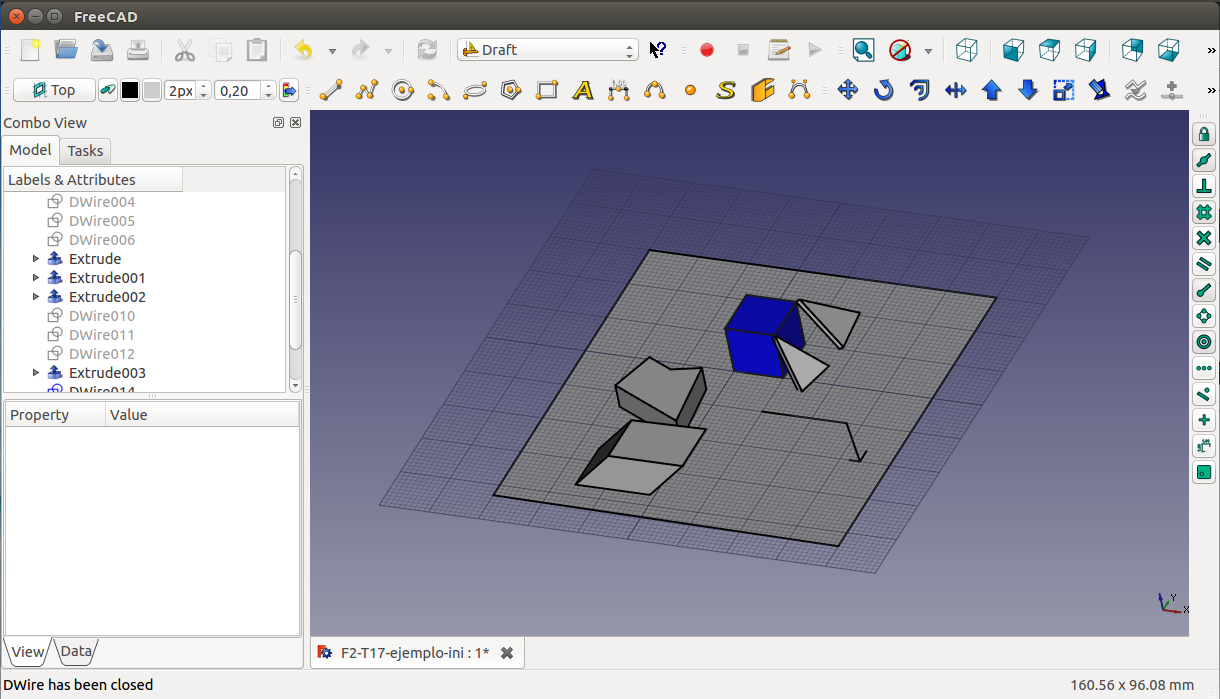 FreeCAD
Draft
Top
2px
0,20
Combo View
Model
Tasks
Labels & Attributes
DWire004
DWire005
DWire006
Extrude
Extrude001
Extrude002
DWire010
DWire011
DWire012
Extrude003
DWire014
Property Value
View
Data
Y
X
F2-T17-ejemplo-ini : 1*
DWire has been closed
160.56 x 96.08 mm